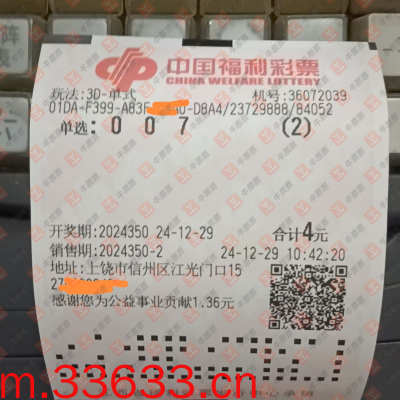 中国福利彩票
CHINA WELFARE LOTTERY
玩法:3D-单式 机号:36072039
01DA-F399-A83F D8A4/23729888/84052
单选: 0 0 7 (2)
开奖期:2024350 24-12-29 合计4元
销售期:2024350-2 24-12-29 10:42:20
地址:上饶市信州区江光门口15
感谢您为公益事业贡献1.36元
m.33633.cn